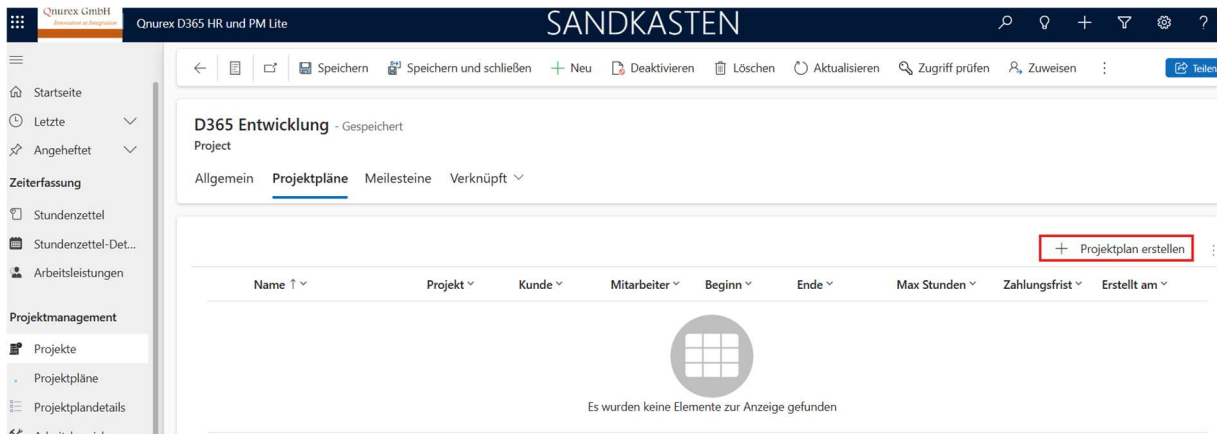 Qnurex GmbH
Innovation at Integration
Qnurex D365 HR und PM Lite
SANDKASTEN
?
Speichern
Speichern und schließen
Neu
Deaktivieren
Löschen
Aktualisieren
Zugriff prüfen
Zuweisen
Teilen
Startseite
Letzte
Angeheftet
Zeiterfassung
Stundenzettel
Stundenzettel-Det...
Arbeitsleistungen
Projektmanagement
Projekte
Projektpläne
Projektplandetails
D365 Entwicklung - Gespeichert
Project
Allgemein Projektpläne Meilesteine Verknüpft
Projektplan erstellen
Name ↑ Projekt Kunde Mitarbeiter Beginn Ende Max Stunden Zahlungsfrist Erstellt am
Es wurden keine Elemente zur Anzeige gefunden